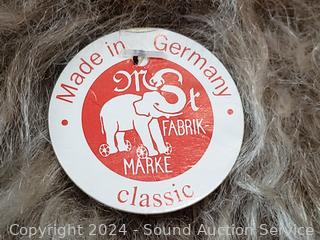 • Made in Germany •
MSt
FABRIK-
MARKE
classic
Copyright © 2024 - Sound Auction Service